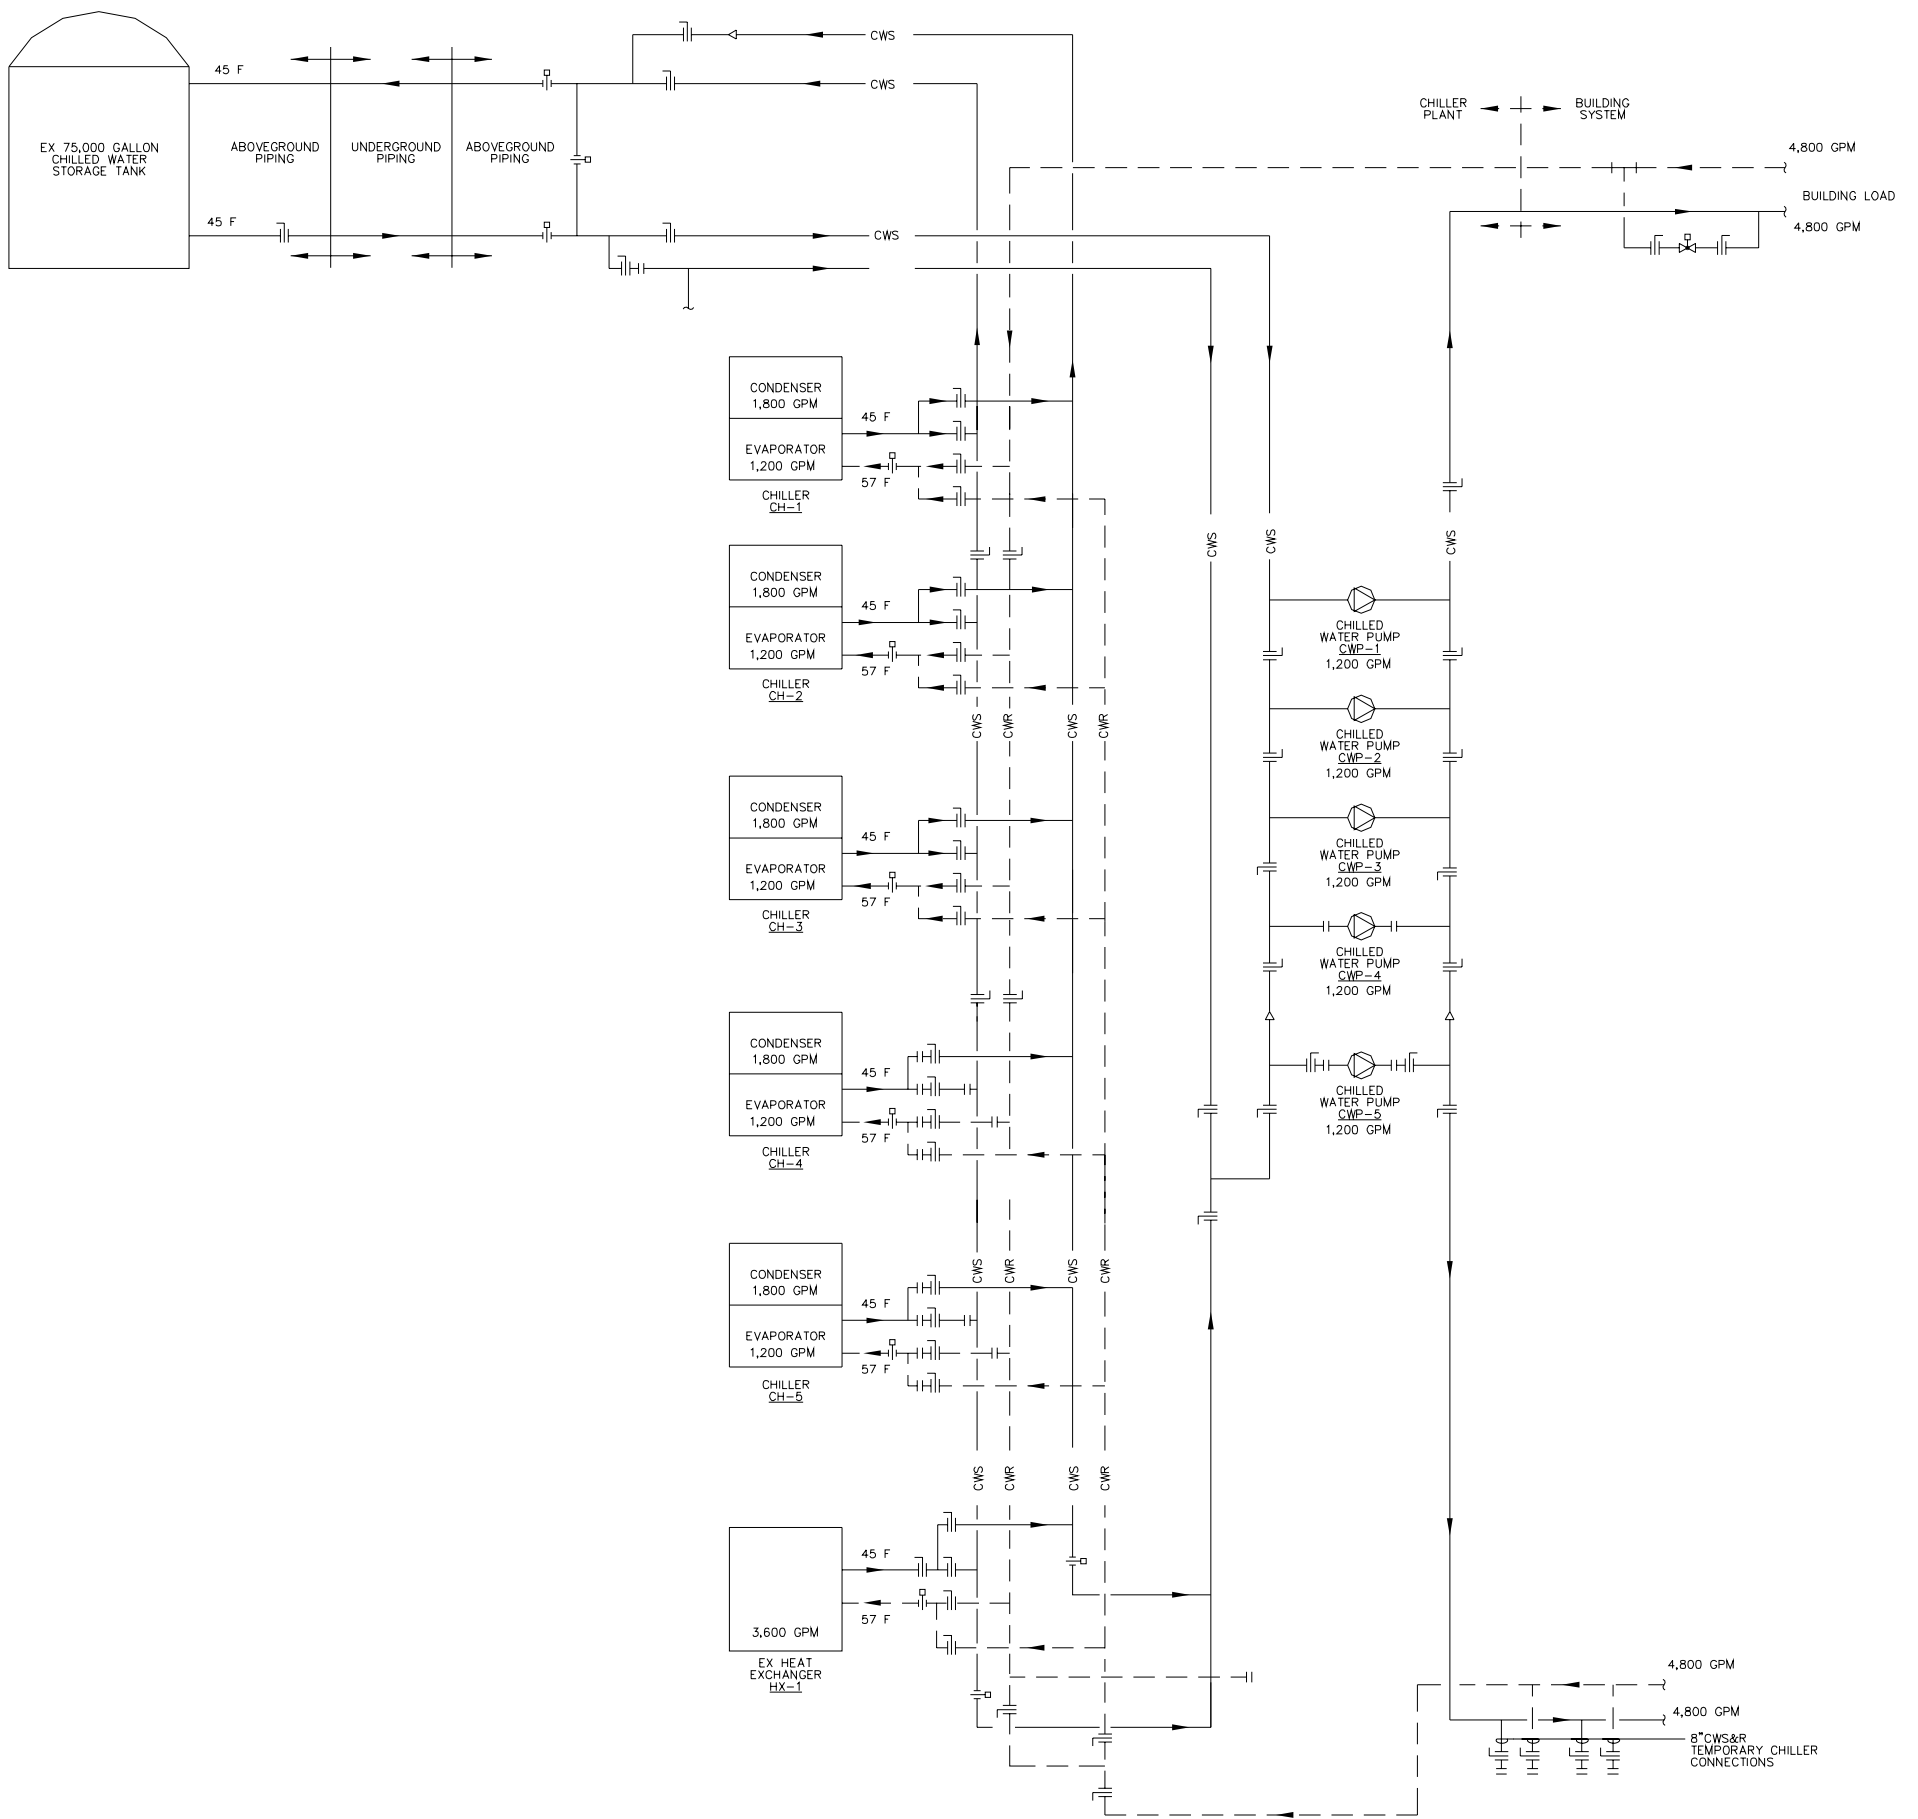 CWS
45 F
CWS
CHILLER
PLANT
BUILDING
SYSTEM
EX 75,000 GALLON
CHILLED WATER
STORAGE TANK
ABOVEGROUND
PIPING
UNDERGROUND
PIPING
ABOVEGROUND
PIPING
4,800 GPM
BUILDING LOAD
4,800 GPM
45 F
CWS
CONDENSER
1,800 GPM
45 F
EVAPORATOR
1,200 GPM
57 F
CHILLER
CH-1
CWS
CWS
CWS
CONDENSER
1,800 GPM
45 F
EVAPORATOR
1,200 GPM
57 F
CHILLER
CH-2
CHILLED
WATER PUMP
CWP-1
1,200 GPM
CWS
CWR
CWS
CWR
CHILLED
WATER PUMP
CWP-2
1,200 GPM
CONDENSER
1,800 GPM
45 F
EVAPORATOR
1,200 GPM
57 F
CHILLER
CH-3
CHILLED
WATER PUMP
CWP-3
1,200 GPM
CHILLED
WATER PUMP
CWP-4
1,200 GPM
CONDENSER
1,800 GPM
45 F
EVAPORATOR
1,200 GPM
57 F
CHILLER
CH-4
CHILLED
WATER PUMP
CWP-5
1,200 GPM
CWS
CWR
CWS
CWR
CONDENSER
1,800 GPM
45 F
EVAPORATOR
1,200 GPM
57 F
CHILLER
CH-5
CWS
CWR
CWS
CWR
45 F
57 F
3,600 GPM
EX HEAT
EXCHANGER
HX-1
4,800 GPM
4,800 GPM
8"CWS&R
TEMPORARY CHILLER
CONNECTIONS